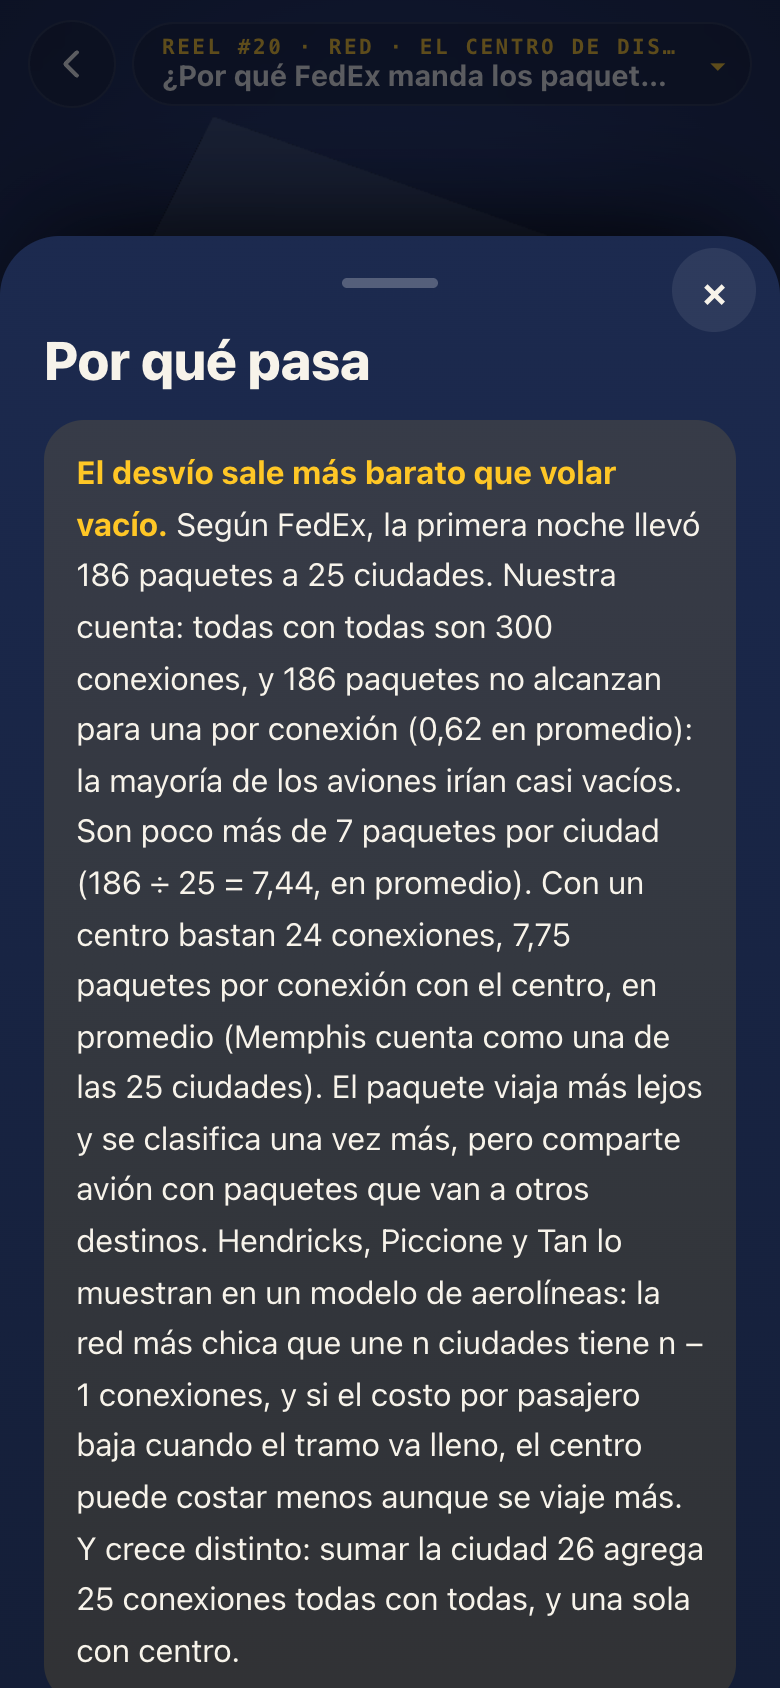 REEL #20 · RED · EL CENTRO DE DIS…
¿Por qué FedEx manda los paquet...
Por qué pasa
El desvío sale más barato que volar
vacío. Según FedEx, la primera noche llevó
186 paquetes a 25 ciudades. Nuestra
cuenta: todas con todas son 300
conexiones, y 186 paquetes no alcanzan
para una por conexión (0,62 en promedio):
la mayoría de los aviones irían casi vacíos.
Son poco más de 7 paquetes por ciudad
(186 ÷ 25 = 7,44, en promedio). Con un
centro bastan 24 conexiones, 7,75
paquetes por conexión con el centro, en
promedio (Memphis cuenta como una de
las 25 ciudades). El paquete viaja más lejos
y se clasifica una vez más, pero comparte
avión con paquetes que van a otros
destinos. Hendricks, Piccione y Tan lo
muestran en un modelo de aerolíneas: la
red más chica que une n ciudades tiene n –
1 conexiones, y si el costo por pasajero
baja cuando el tramo va lleno, el centro
puede costar menos aunque se viaje más.
Y crece distinto: sumar la ciudad 26 agrega
25 conexiones todas con todas, y una sola
con centro.